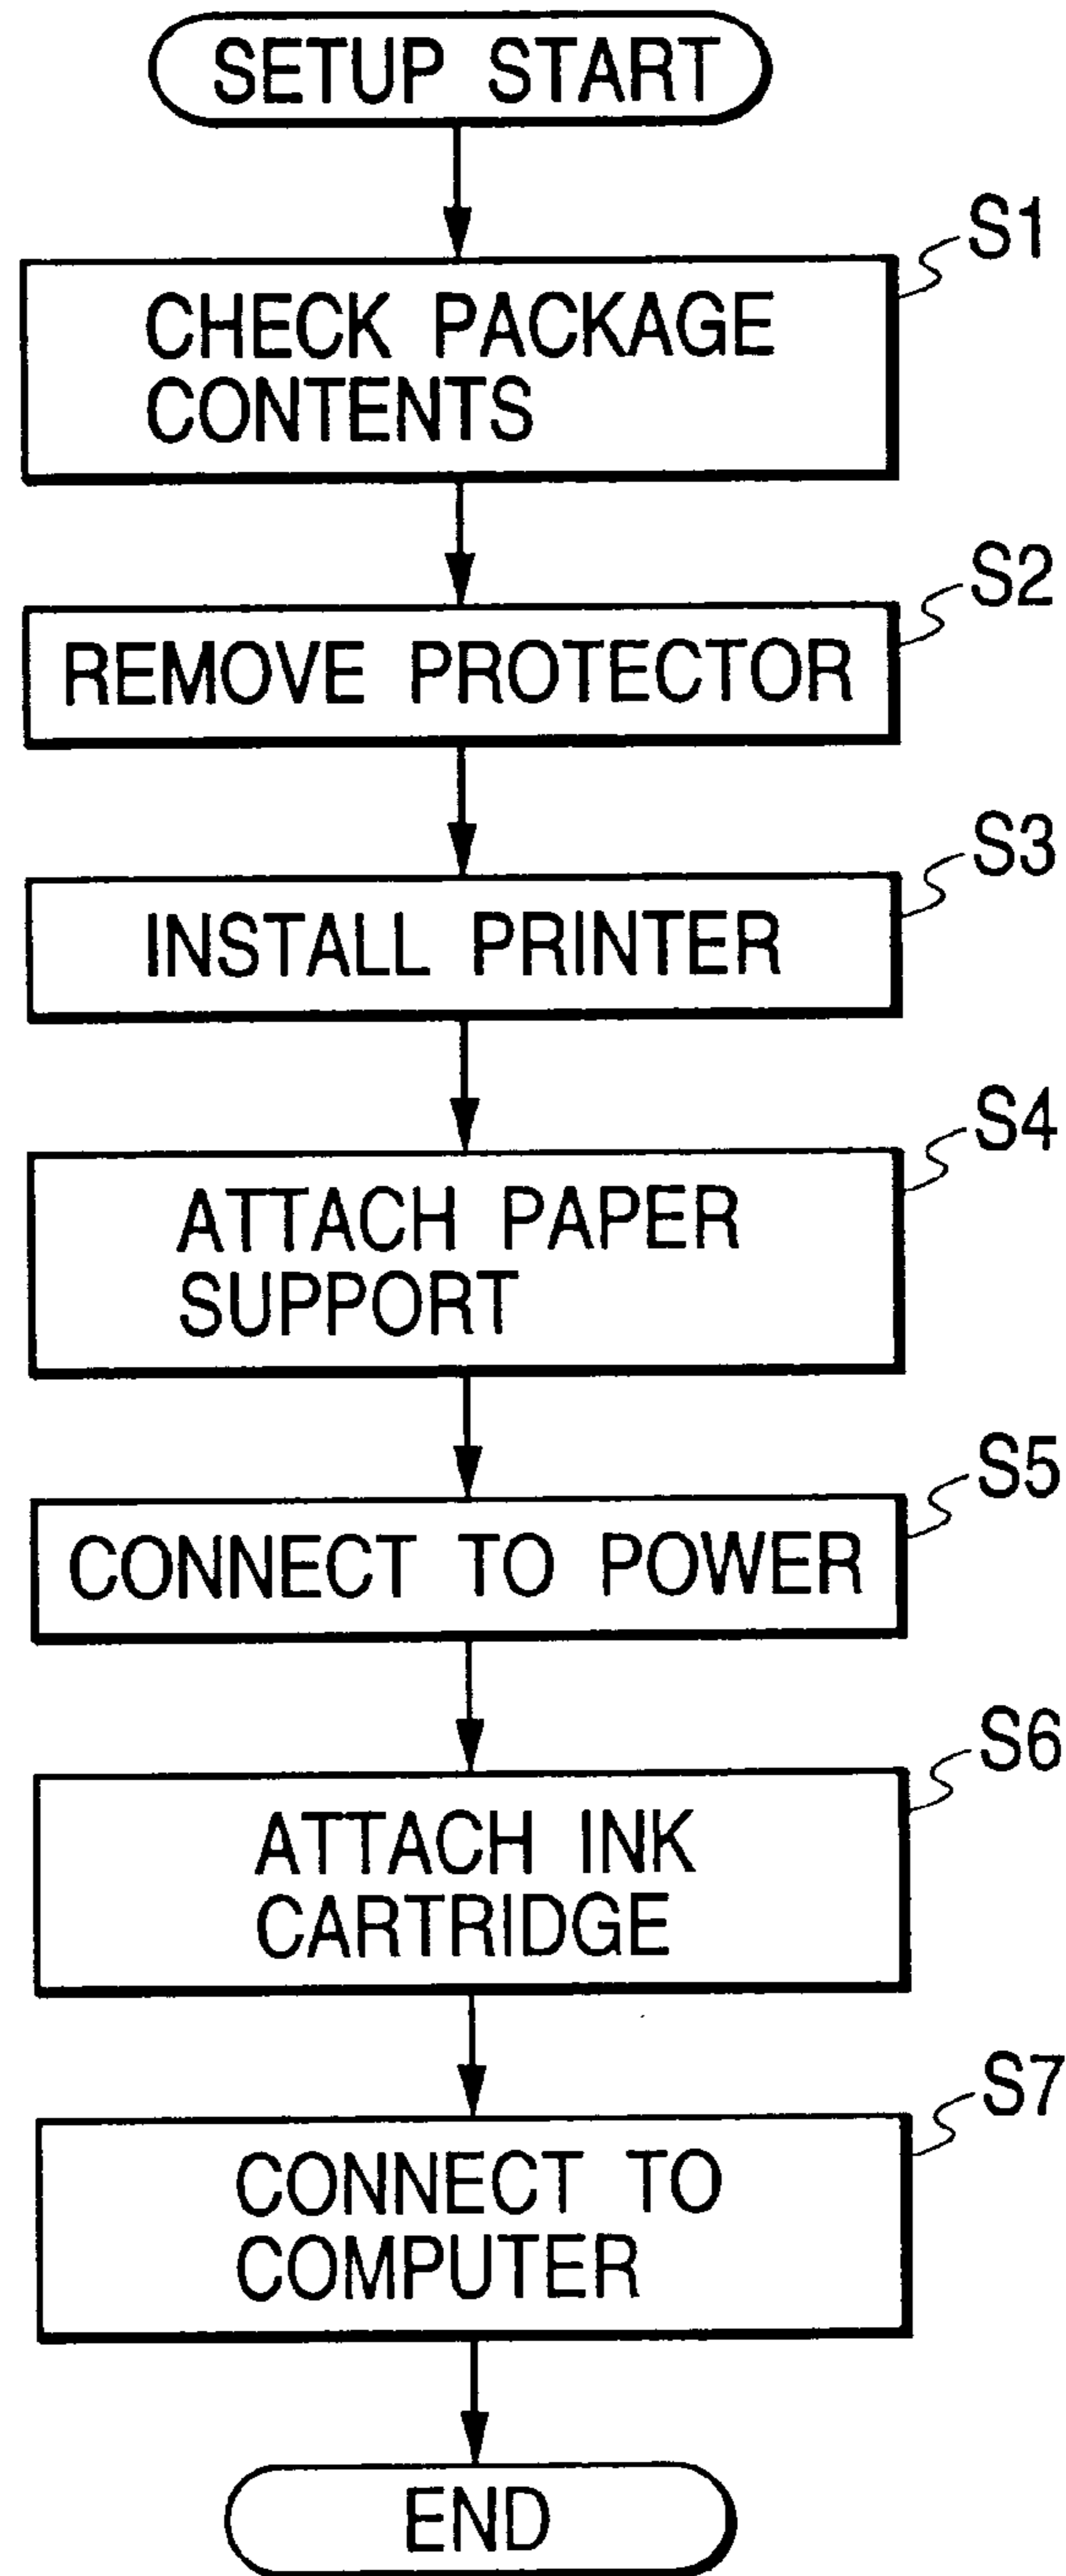 SETUP START
S1
CHECK PACKAGE
CONTENTS
S2
REMOVE PROTECTOR
S3
INSTALL PRINTER
S4
ATTACH PAPER
SUPPORT
S5
CONNECT TO POWER
S6
ATTACH INK
CARTRIDGE
S7
CONNECT TO
COMPUTER
END